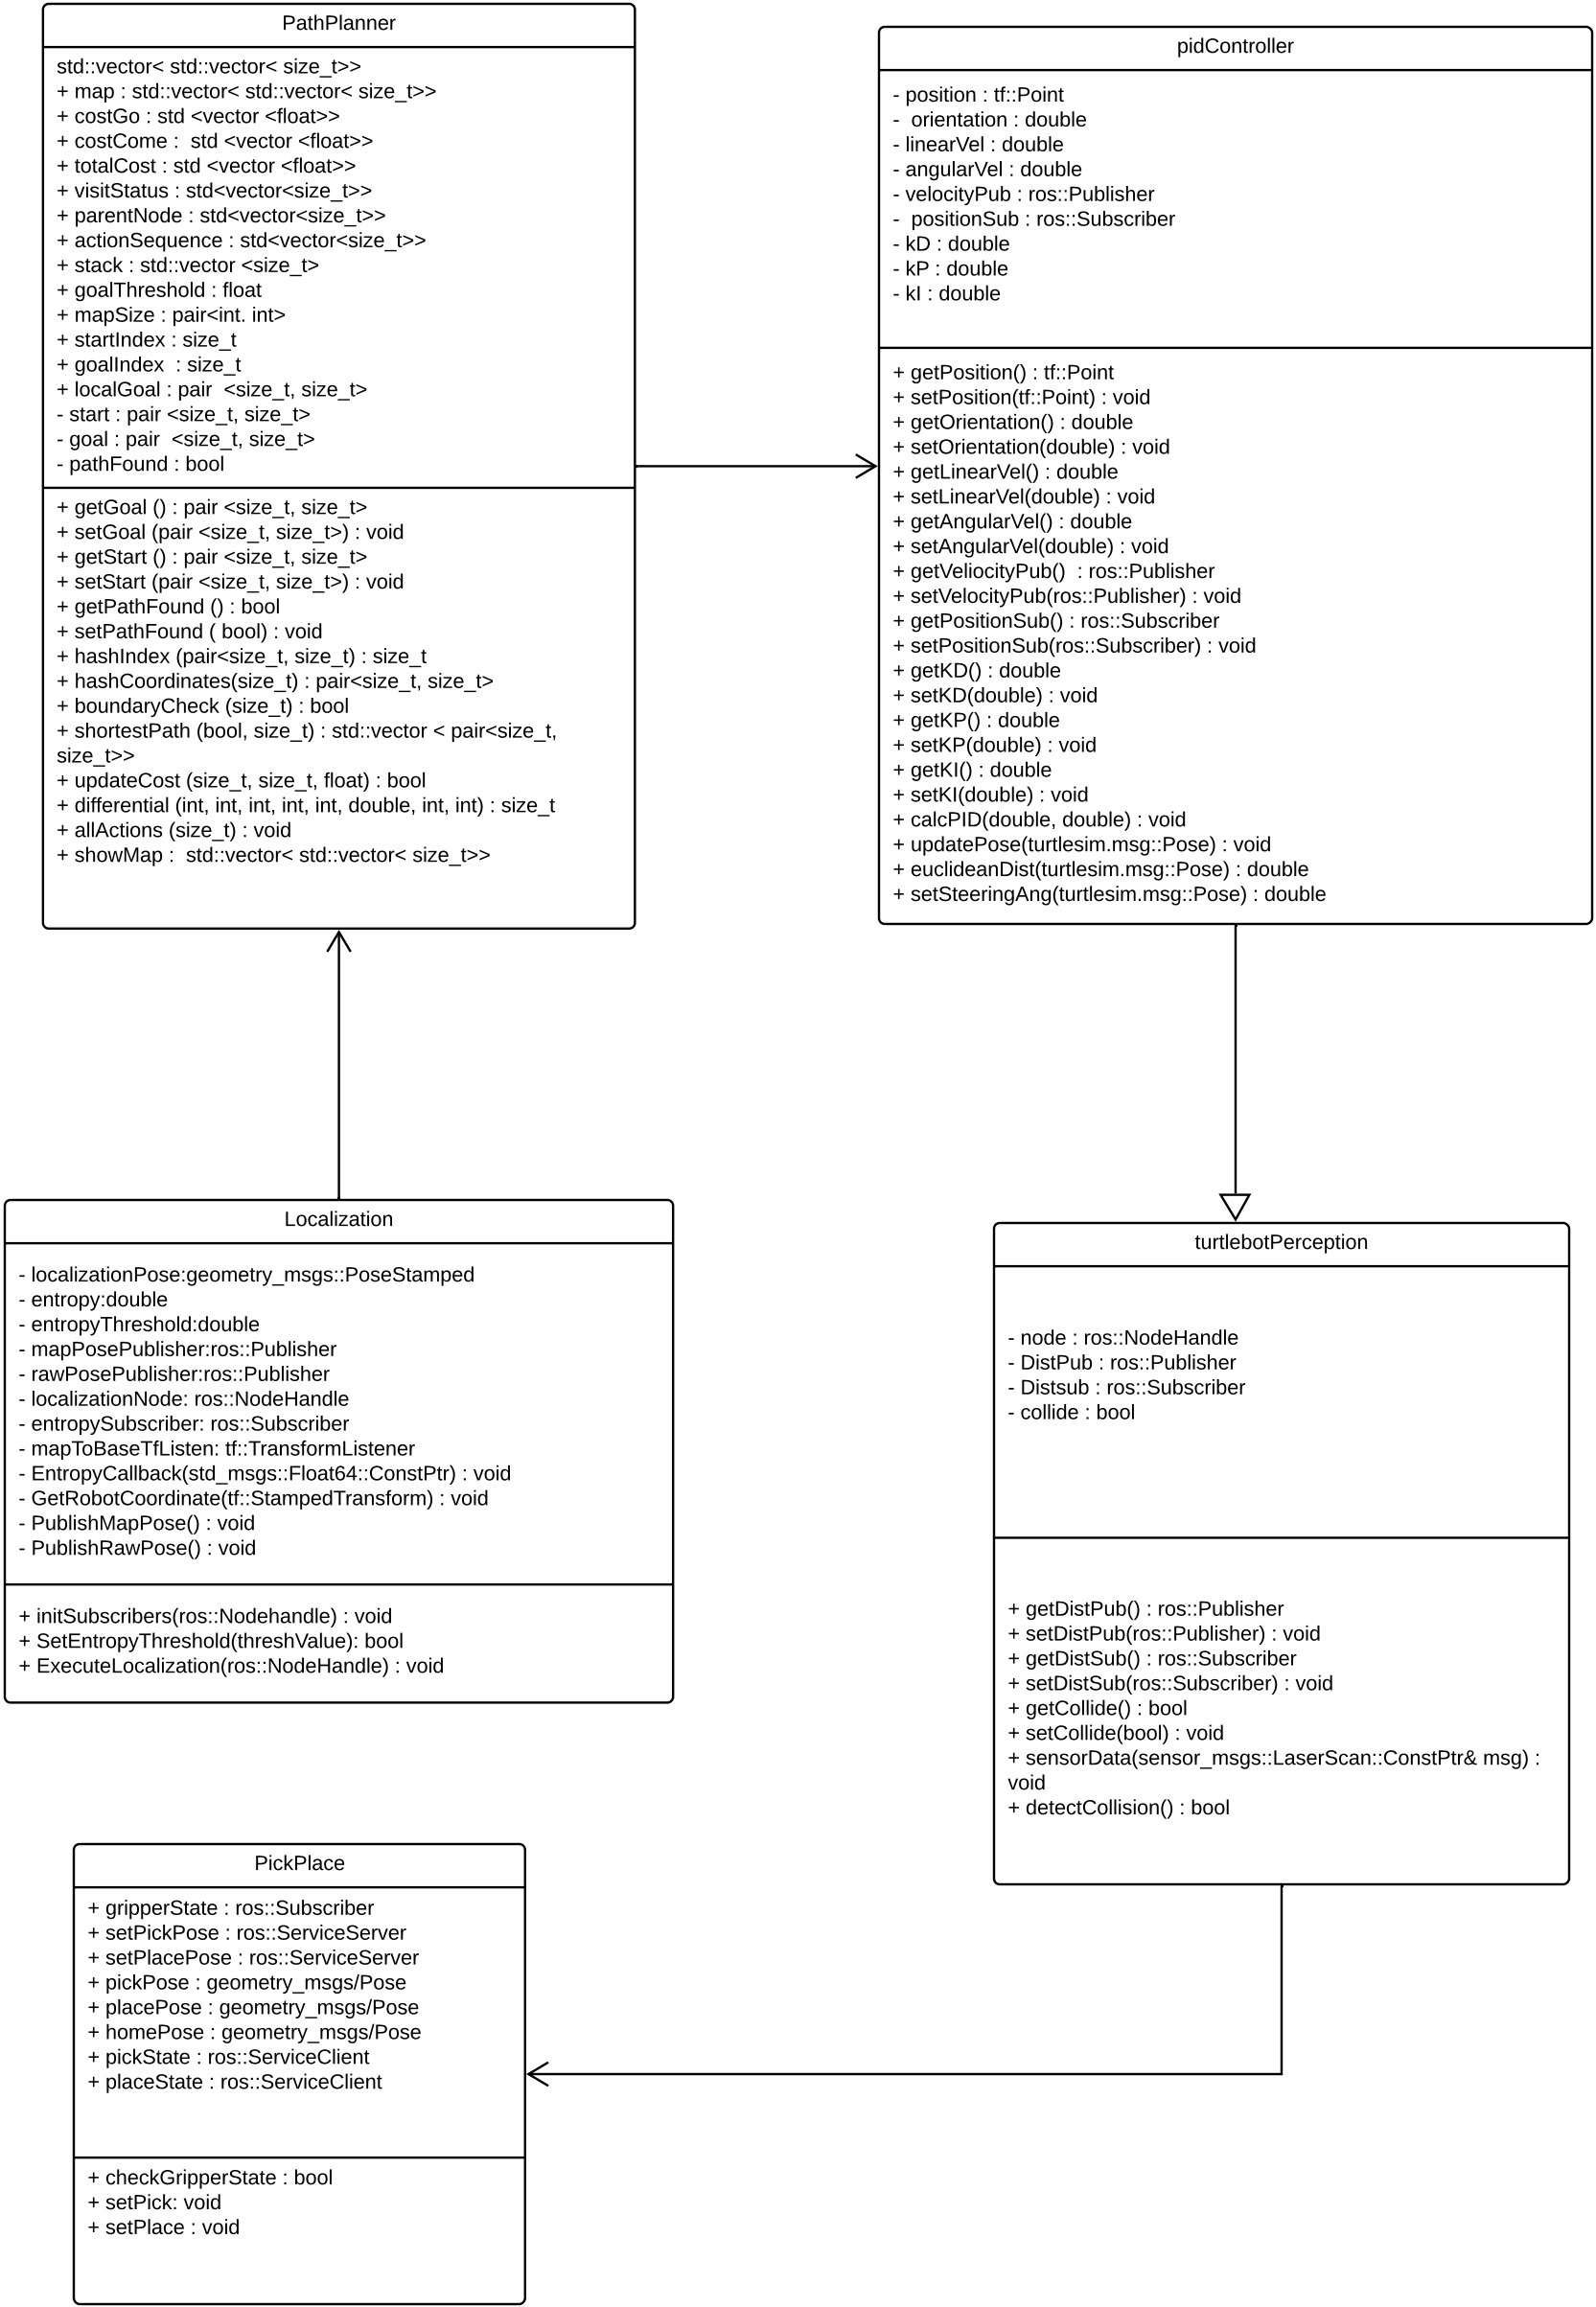 PathPlanner
std::vector< std::vector< size_t>>
+ map : std::vector< std::vector< size_t>>
+ costGo : std <vector <float>>
+ costCome :  std <vector <float>>
+ totalCost : std <vector <float>>
+ visitStatus : std<vector<size_t>>
+ parentNode : std<vector<size_t>>
+ actionSequence : std<vector<size_t>>
+ stack : std::vector <size_t>
+ goalThreshold : float
+ mapSize : pair<int. int>
+ startIndex : size_t
+ goalIndex  : size_t
+ localGoal : pair  <size_t, size_t>
- start : pair <size_t, size_t>
- goal : pair  <size_t, size_t>
- pathFound : bool
+ getGoal () : pair <size_t, size_t>
+ setGoal (pair <size_t, size_t>) : void
+ getStart () : pair <size_t, size_t>
+ setStart (pair <size_t, size_t>) : void
+ getPathFound () : bool
+ setPathFound ( bool) : void
+ hashIndex (pair<size_t, size_t) : size_t
+ hashCoordinates(size_t) : pair<size_t, size_t>
+ boundaryCheck (size_t) : bool
+ shortestPath (bool, size_t) : std::vector < pair<size_t,
size_t>>
+ updateCost (size_t, size_t, float) : bool
+ differential (int, int, int, int, int, double, int, int) : size_t
+ allActions (size_t) : void
+ showMap :  std::vector< std::vector< size_t>>
pidController
- position : tf::Point
-  orientation : double
- linearVel : double
- angularVel : double
- velocityPub : ros::Publisher
-  positionSub : ros::Subscriber
- kD : double
- kP : double
- kI : double
+ getPosition() : tf::Point
+ setPosition(tf::Point) : void
+ getOrientation() : double
+ setOrientation(double) : void
+ getLinearVel() : double
+ setLinearVel(double) : void
+ getAngularVel() : double
+ setAngularVel(double) : void
+ getVeliocityPub()  : ros::Publisher
+ setVelocityPub(ros::Publisher) : void
+ getPositionSub() : ros::Subscriber
+ setPositionSub(ros::Subscriber) : void
+ getKD() : double
+ setKD(double) : void
+ getKP() : double
+ setKP(double) : void
+ getKI() : double
+ setKI(double) : void
+ calcPID(double, double) : void
+ updatePose(turtlesim.msg::Pose) : void
+ euclideanDist(turtlesim.msg::Pose) : double
+ setSteeringAng(turtlesim.msg::Pose) : double
Localization
- localizationPose:geometry_msgs::PoseStamped
- entropy:double
- entropyThreshold:double
- mapPosePublisher:ros::Publisher
- rawPosePublisher:ros::Publisher
- localizationNode: ros::NodeHandle
- entropySubscriber: ros::Subscriber
- mapToBaseTfListen: tf::TransformListener
- EntropyCallback(std_msgs::Float64::ConstPtr) : void
- GetRobotCoordinate(tf::StampedTransform) : void
- PublishMapPose() : void
- PublishRawPose() : void
+ initSubscribers(ros::Nodehandle) : void
+ SetEntropyThreshold(threshValue): bool
+ ExecuteLocalization(ros::NodeHandle) : void
turtlebotPerception
- node : ros::NodeHandle
- DistPub : ros::Publisher
- Distsub : ros::Subscriber
- collide : bool
+ getDistPub() : ros::Publisher
+ setDistPub(ros::Publisher) : void
+ getDistSub() : ros::Subscriber
+ setDistSub(ros::Subscriber) : void
+ getCollide() : bool
+ setCollide(bool) : void
+ sensorData(sensor_msgs::LaserScan::ConstPtr& msg) :
void
+ detectCollision() : bool
PickPlace
+ gripperState : ros::Subscriber
+ setPickPose : ros::ServiceServer
+ setPlacePose : ros::ServiceServer
+ pickPose : geometry_msgs/Pose
+ placePose : geometry_msgs/Pose
+ homePose : geometry_msgs/Pose
+ pickState : ros::ServiceClient
+ placeState : ros::ServiceClient
+ checkGripperState : bool
+ setPick: void
+ setPlace : void